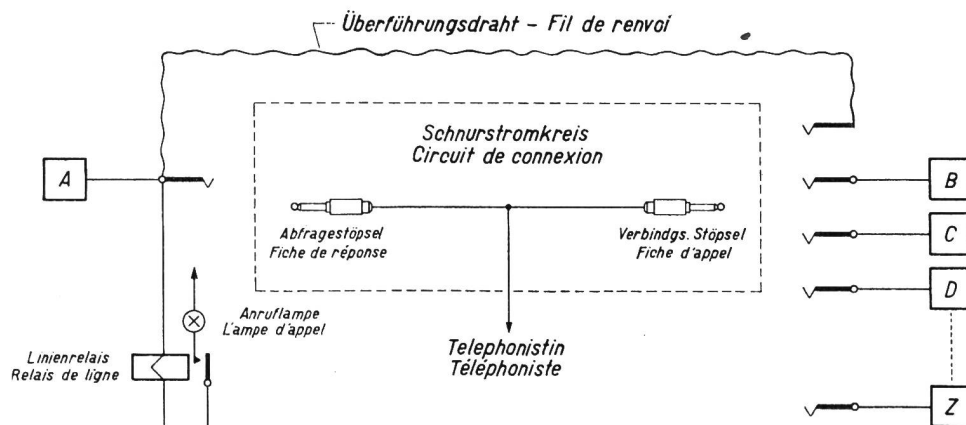 Überführungsdraht - Fil de renvoi
Schnurstromkreis
Circuit de connexion
A
B
Abfragestöpsel
Fiche de réponse
Verbindgs. Stöpsel
Fiche d'appel
C
D
Anruflampe
L'ampe d'appel
Telephonistin
Téléphoniste
Linienrelais
Relais de ligne
Z